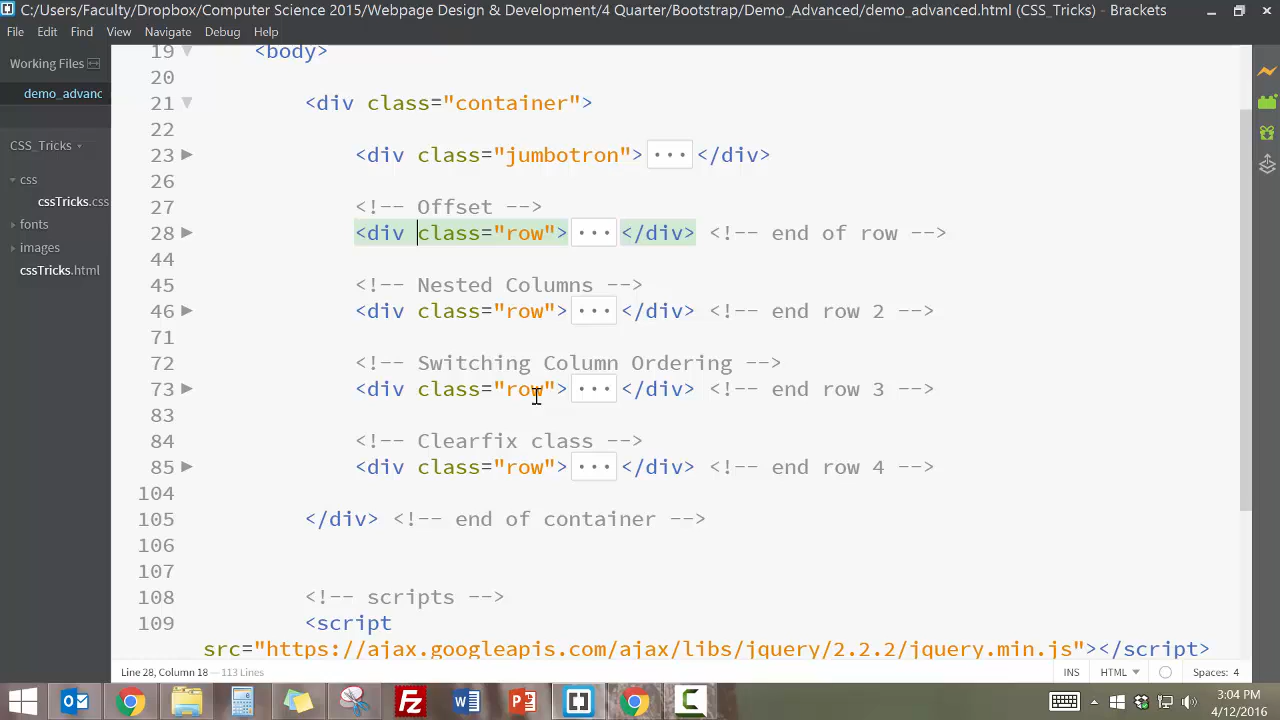 C:/Users/Faculty/Dropbox/Computer Science 2015/Webpage Design & Development/4 Quarter/Bootstrap/Demo_Advanced/demo_advanced.html (CSS_Tricks) - Brackets
File Edit Find View Navigate Debug Help
Working Files
demo_advanc
CSS_Tricks
css
cssTricks.css
fonts
images
cssTricks.html
19 <body>
20
21 <div class="container">
22
23 <div class="jumbotron">...</div>
26
27 <!-- Offset -->
28 <div class="row">...</div> <!-- end of row -->
44
45 <!-- Nested Columns -->
46 <div class="row">...</div> <!-- end row 2 -->
71
72 <!-- Switching Column Ordering -->
73 <div class="row">...</div> <!-- end row 3 -->
83
84 <!-- Clearfix class -->
85 <div class="row">...</div> <!-- end row 4 -->
104
105 </div> <!-- end of container -->
106
107
108 <!-- scripts -->
109 <script
src="https://ajax.googleapis.com/ajax/libs/jquery/2.2.2/jquery.min.js"></script>
Line 28, Column 18 — 113 Lines
INS HTML Spaces: 4
3:04 PM
4/12/2016